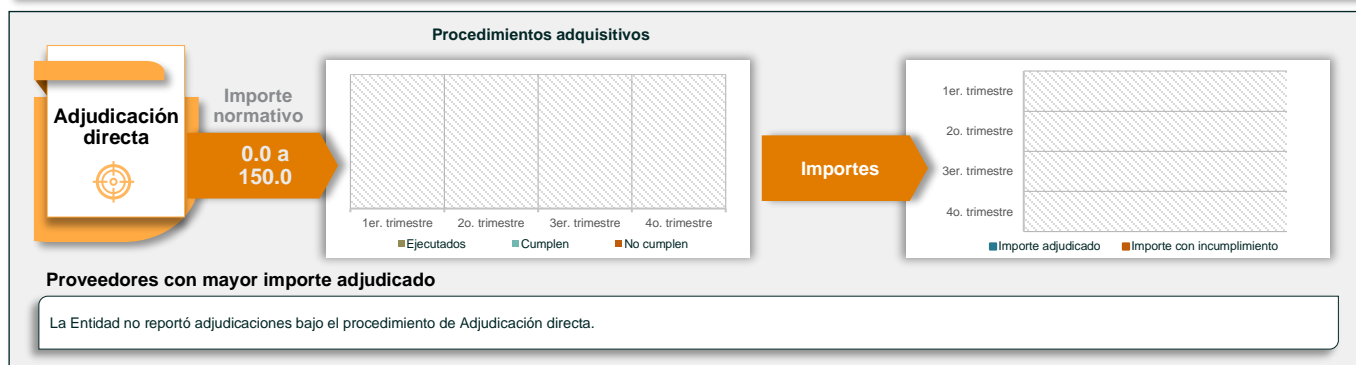 Procedimientos adquisitivos
Adjudicación
directa
Importe
normativo
0.0 a
150.0
1er. trimestre 2o. trimestre 3er. trimestre 4o. trimestre
Ejecutados Cumplen No cumplen
Importes
1er. trimestre
2o. trimestre
3er. trimestre
4o. trimestre
Importe adjudicado Importe con incumplimiento
Proveedores con mayor importe adjudicado
La Entidad no reportó adjudicaciones bajo el procedimiento de Adjudicación directa.